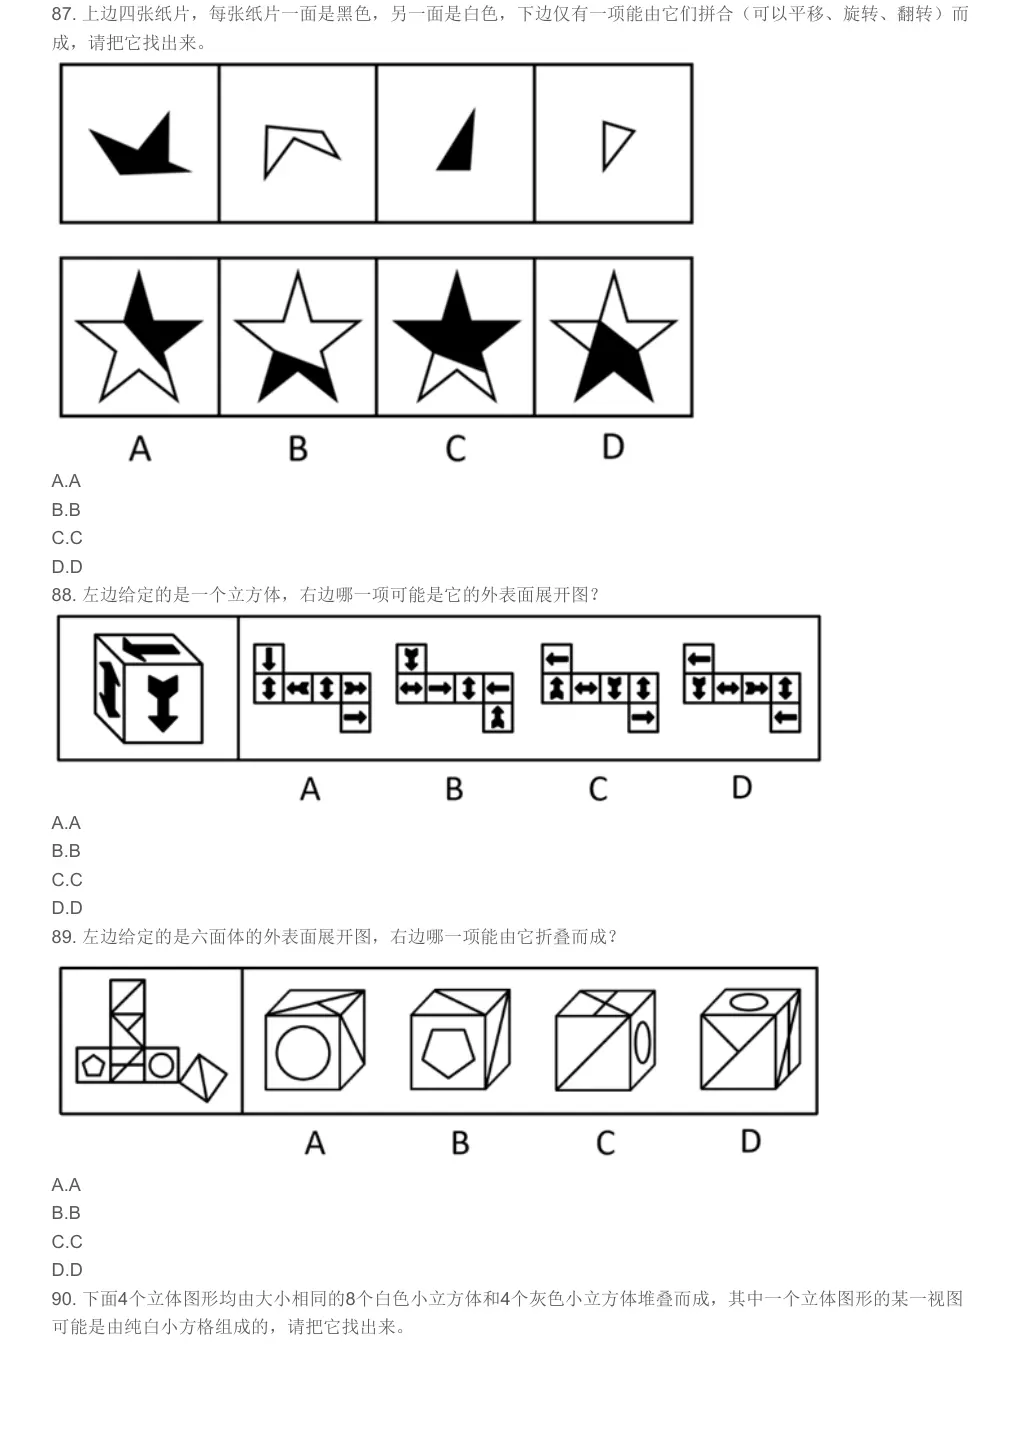 87. 上边四张纸片，每张纸片一面是黑色，另一面是白色，下边仅有一项能由它们拼合（可以平移、旋转、翻转）而
成，请把它找出来。
A B C D
A.A
B.B
C.C
D.D
88. 左边给定的是一个立方体，右边哪一项可能是它的外表面展开图？
A B C D
A.A
B.B
C.C
D.D
89. 左边给定的是六面体的外表面展开图，右边哪一项能由它折叠而成？
A B C D
A.A
B.B
C.C
D.D
90. 下面4个立体图形均由大小相同的8个白色小立方体和4个灰色小立方体堆叠而成，其中一个立体图形的某一视图
可能是由纯白小方格组成的，请把它找出来。